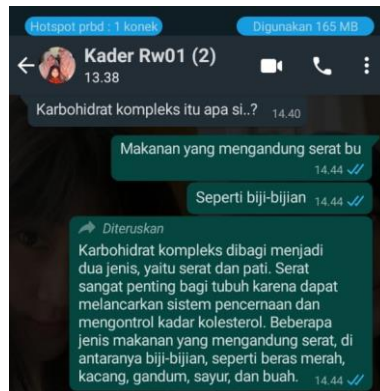 Hotspot prbd : 1 konek
Digunakan 165 MB
Kader Rw01 (2)
13.38
Karbohidrat kompleks itu apa si..? 14.40
Makanan yang mengandung serat bu
14.44
Seperti biji-bijian 14.44
Diteruskan
Karbohidrat kompleks dibagi menjadi
dua jenis, yaitu serat dan pati. Serat
sangat penting bagi tubuh karena dapat
melancarkan sistem pencernaan dan
mengontrol kadar kolesterol. Beberapa
jenis makanan yang mengandung serat, di
antaranya biji-bijian, seperti beras merah,
kacang, gandum, sayur, dan buah. 14.44